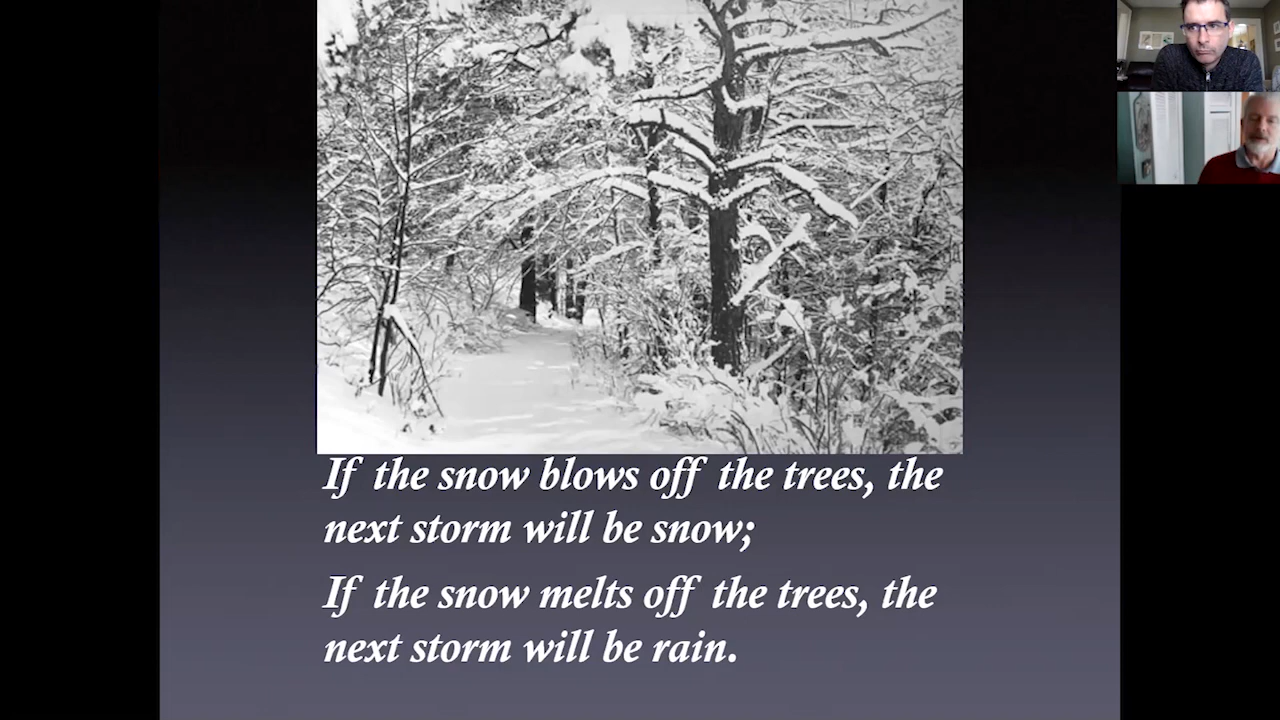 If the snow blows off the trees, the
next storm will be snow;
If the snow melts off the trees, the
next storm will be rain.